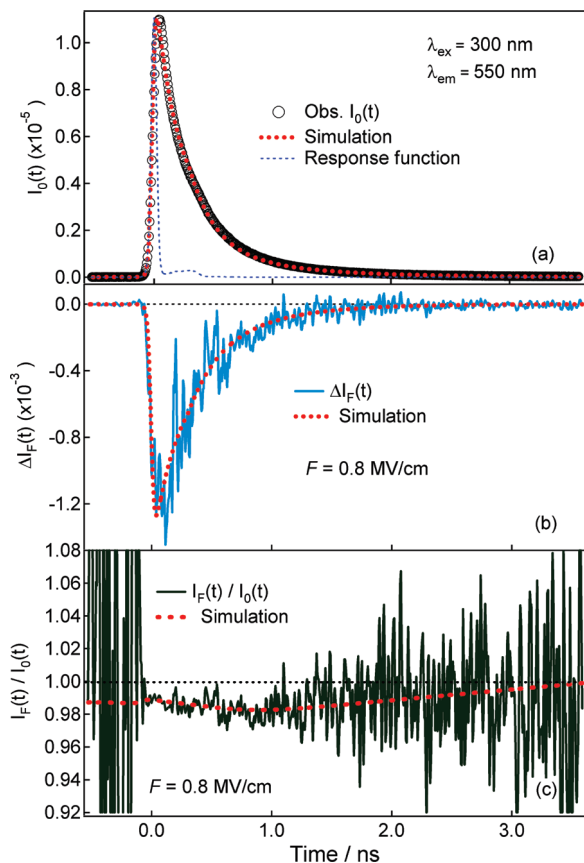 1.0
0.8
0.6
0.4
0.2
0.0
I₀(t) (x10⁻⁵)
λex = 300 nm
λem = 550 nm
Obs. I₀(t)
Simulation
Response function
(a)
0.0
-0.4
-0.8
-1.2
ΔI_F(t) (x10⁻³)
ΔI_F(t)
Simulation
F = 0.8 MV/cm
(b)
1.08
1.06
1.04
1.02
1.00
0.98
0.96
0.94
0.92
I_F(t) / I₀(t)
I_F(t) / I₀(t)
Simulation
F = 0.8 MV/cm
(c)
0.0 1.0 2.0 3.0
Time / ns